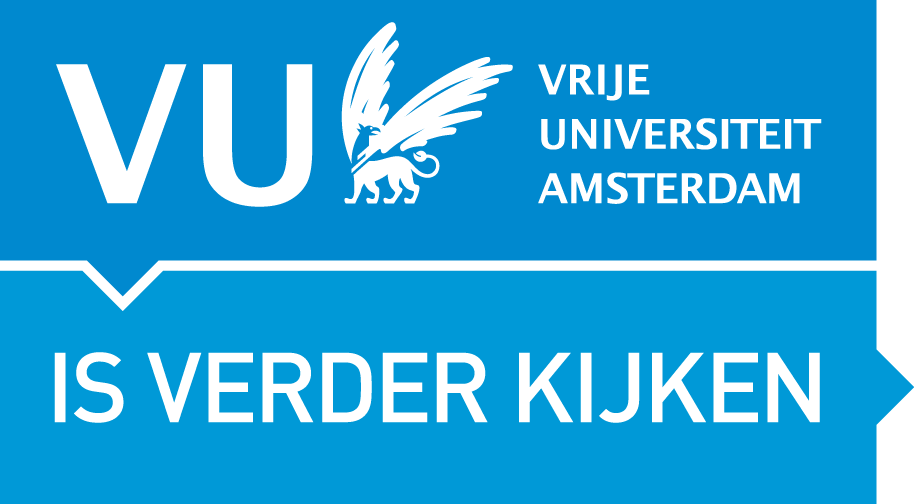 VU
VRIJE
UNIVERSITEIT
AMSTERDAM
IS VERDER KIJKEN